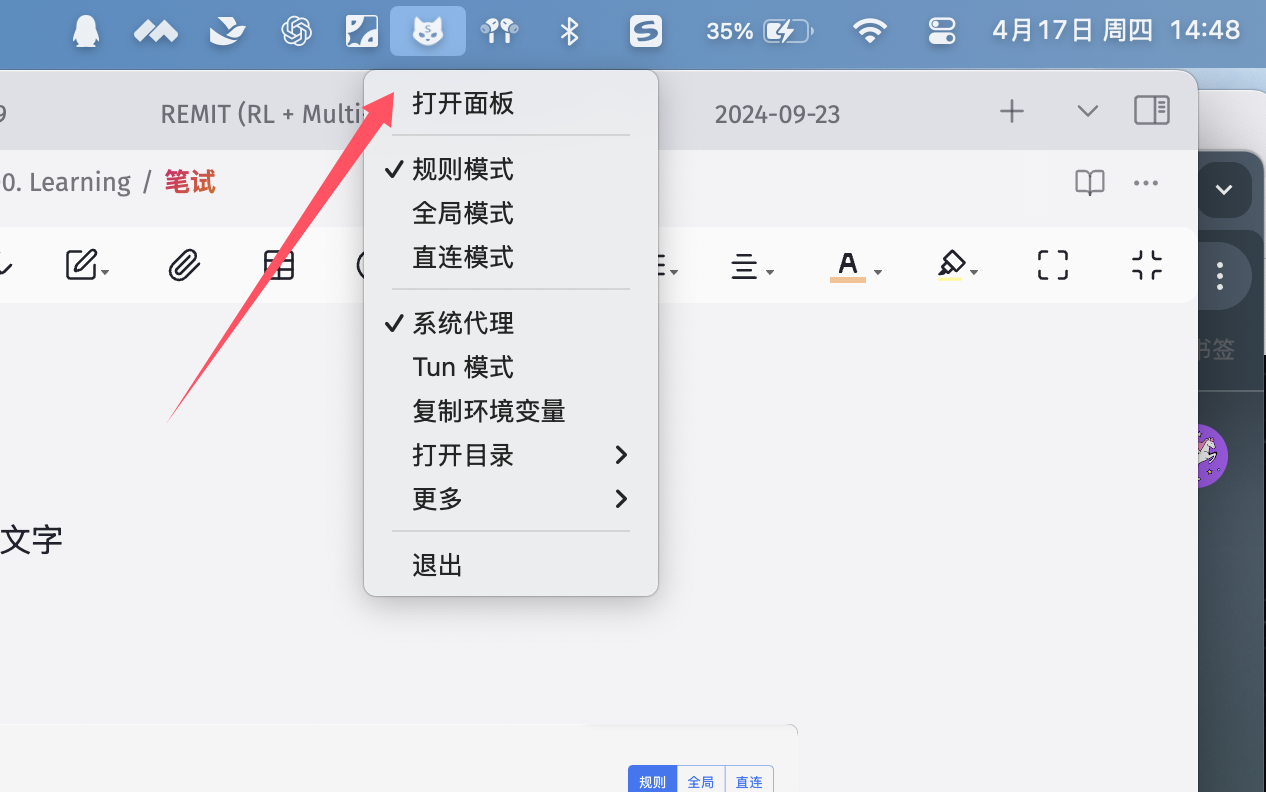 35%
4月17日 周四 14:48
9
REMIT (RL + Multi
2024-09-23
0. Learning / 笔试
打开面板
规则模式
全局模式
直连模式
系统代理
Tun 模式
复制环境变量
打开目录
更多
退出
A
书签
文字
规则 全局 直连